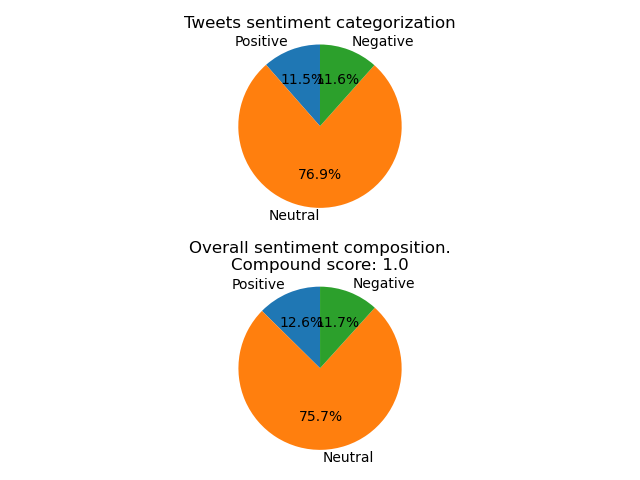 Tweets sentiment categorization
Positive
Negative
11.5%
11.6%
76.9%
Neutral
Overall sentiment composition.
Compound score: 1.0
Positive
Negative
12.6%
11.7%
75.7%
Neutral